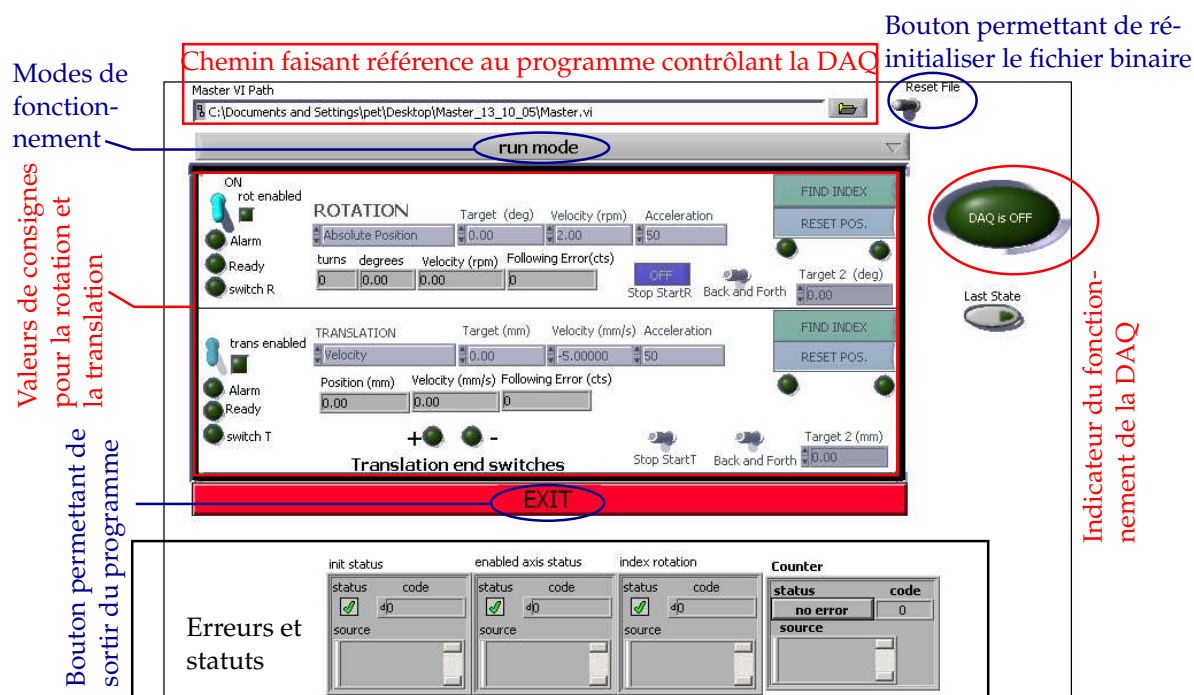 Bouton permettant de ré-
initialiser le fichier binaire
Chemin faisant référence au programme contrôlant la DAQ
Modes de
fonction-
nement
Master VI Path
C:\Documents and Settings\pet\Desktop\Master_13_10_05\Master.vi
Reset File
run mode
Valeurs de consignes
pour la rotation et
la translation
ON
rot enabled
Alarm
Ready
switch R
ROTATION
Target (deg)
Velocity (rpm)
Acceleration
Absolute Position
0.00
2.00
50
turns
degrees
Velocity (rpm)
Following Error(cts)
0
0.00
0.00
0
FIND INDEX
RESET POS.
OFF
Stop StartR
Back and Forth
Target 2 (deg)
0.00
DAQ is OFF
Last State
Indicateur du fonction-
nement de la DAQ
trans enabled
Alarm
Ready
switch T
TRANSLATION
Target (mm)
Velocity (mm/s)
Acceleration
Velocity
0.00
-5.00000
50
Position (mm)
Velocity (mm/s)
Following Error (cts)
0.00
0.00
0
FIND INDEX
RESET POS.
+
-
Translation end switches
Stop StartT
Back and Forth
Target 2 (mm)
0.00
EXIT
Bouton permettant de
sortir du programme
Erreurs et
statuts
init status
status
code
d0
source
enabled axis status
status
code
d0
source
index rotation
status
code
d0
source
Counter
status
code
no error
0
source